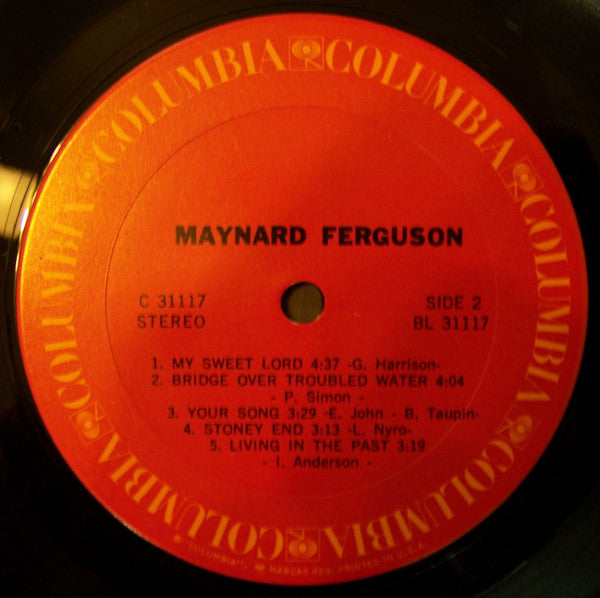 COLUMBIA COLUMBIA COLUMBIA COLUMBIA COLUMBIA COLUMBIA
MAYNARD FERGUSON
C 31117 SIDE 2
STEREO BL 31117
1. MY SWEET LORD 4:37 -G. Harrison-
2. BRIDGE OVER TROUBLED WATER 4:04
- P. Simon -
3. YOUR SONG 3:29 -E. John - B. Taupin-
4. STONEY END 3:13 -L. Nyro-
5. LIVING IN THE PAST 3:19
- I. Anderson -
® "COLUMBIA", MARCAS REG. PRINTED IN U.S.A.